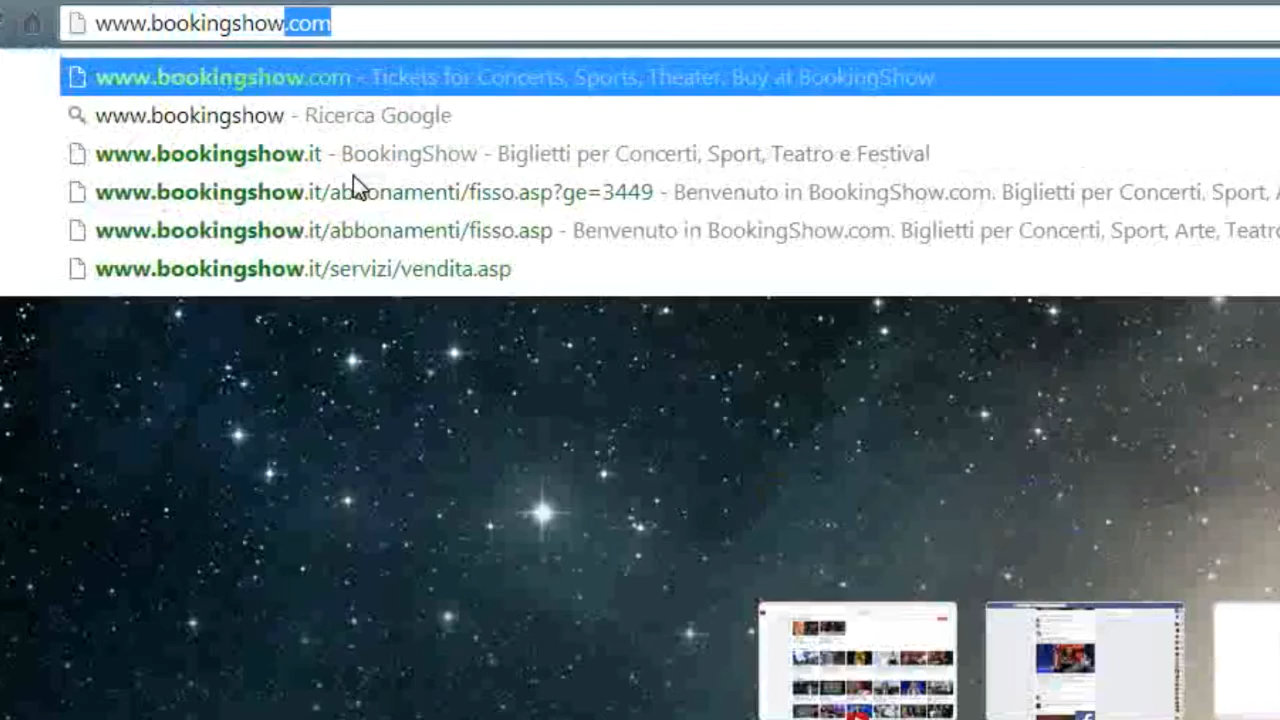 www.bookingshow.com
www.bookingshow.com - Tickets for Concerts, Sports, Theater. Buy at BookingShow
www.bookingshow - Ricerca Google
www.bookingshow.it - BookingShow - Biglietti per Concerti, Sport, Teatro e Festival
www.bookingshow.it/abbonamenti/fisso.asp?ge=3449 - Benvenuto in BookingShow.com. Biglietti per Concerti, Sport,
www.bookingshow.it/abbonamenti/fisso.asp - Benvenuto in BookingShow.com. Biglietti per Concerti, Sport, Arte, Teatro
www.bookingshow.it/servizi/vendita.asp